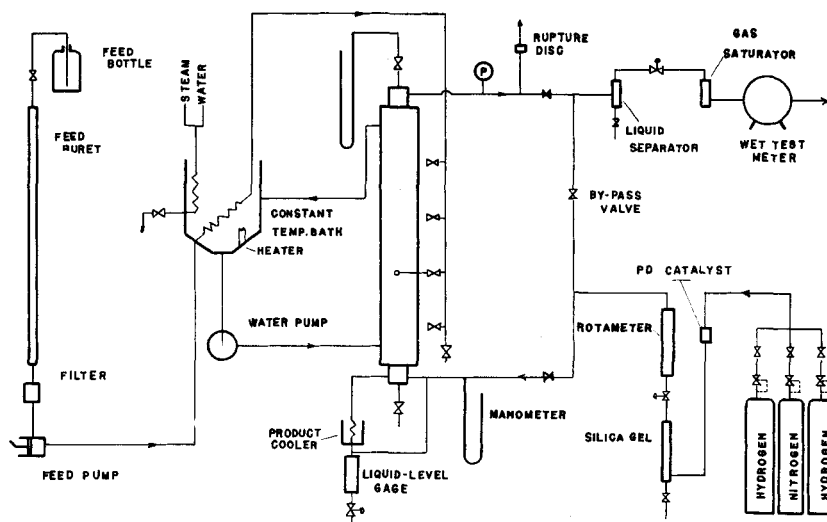 FEED
BOTTLE
FEED
BURET
STEAM
WATER
RUPTURE
DISC
P
GAS
SATURATOR
LIQUID
SEPARATOR
WET TEST
METER
CONSTANT
TEMP. BATH
HEATER
BY-PASS
VALVE
PD CATALYST
WATER PUMP
ROTAMETER
FILTER
MANOMETER
PRODUCT
COOLER
SILICA GEL
FEED PUMP
LIQUID-LEVEL
GAGE
HYDROGEN
NITROGEN
HYDROGEN